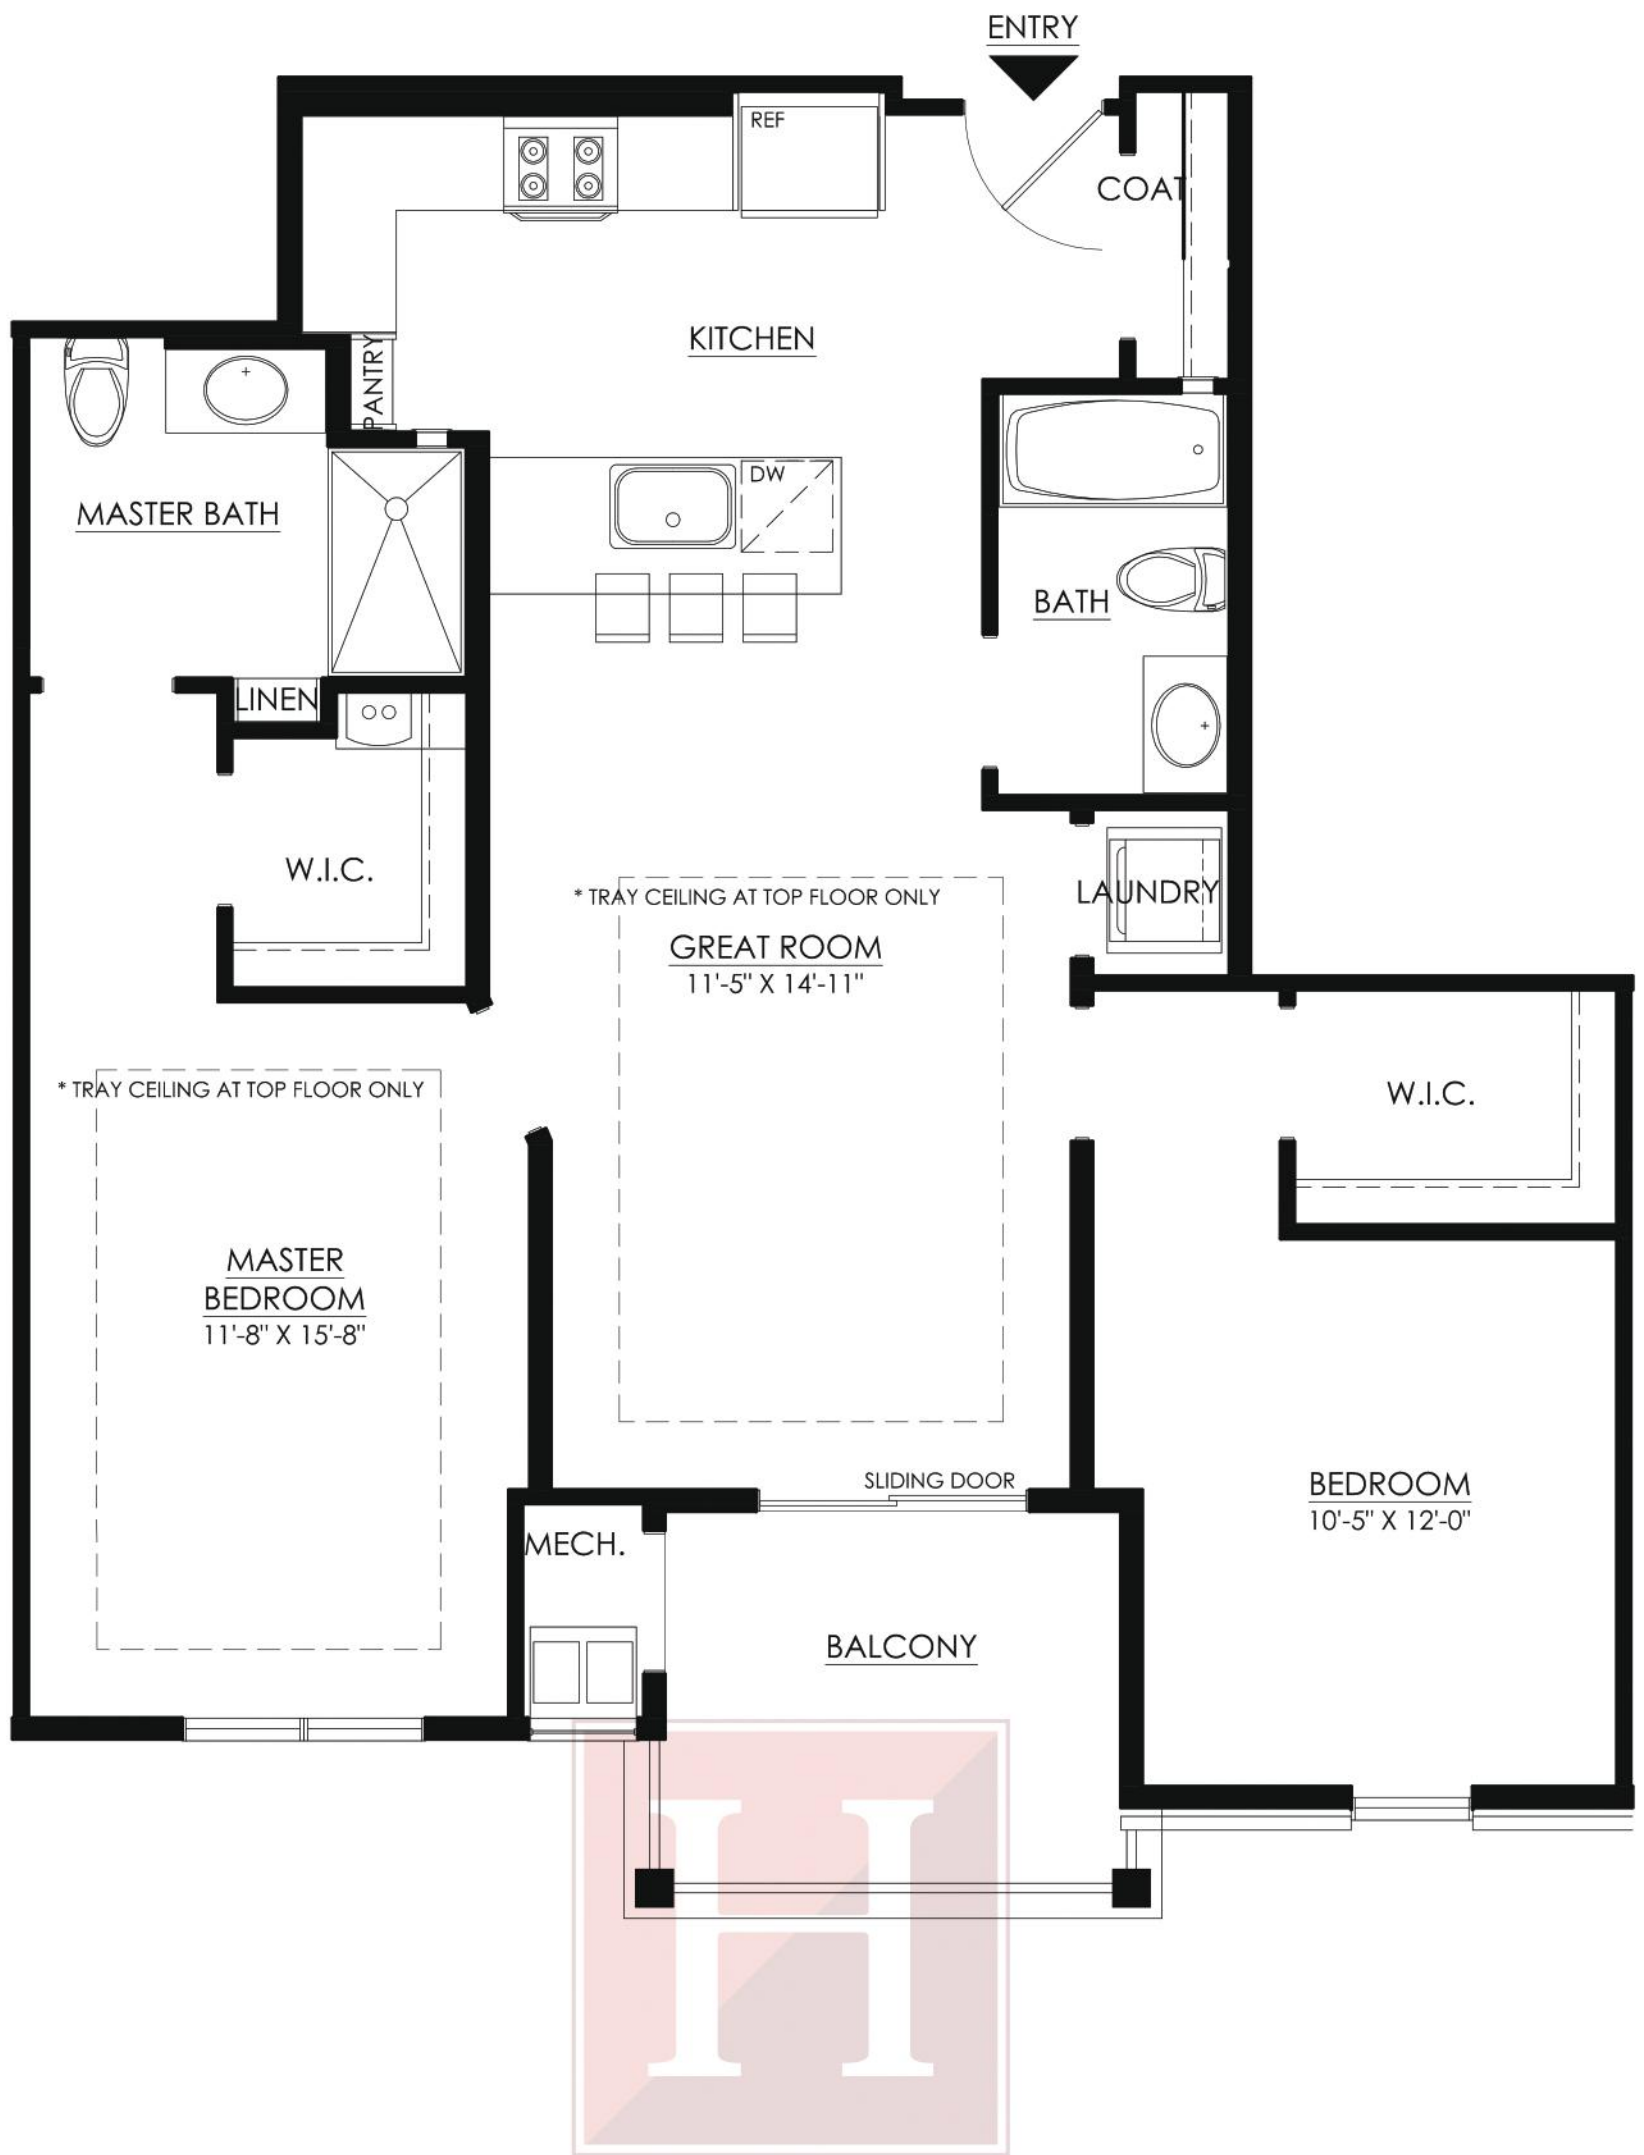 ENTRY
REF
COAT
KITCHEN
PANTRY
DW
MASTER BATH
BATH
LINEN
W.I.C.
LAUNDRY
* TRAY CEILING AT TOP FLOOR ONLY
GREAT ROOM
11'-5" X 14'-11"
* TRAY CEILING AT TOP FLOOR ONLY
W.I.C.
MASTER
BEDROOM
11'-8" X 15'-8"
SLIDING DOOR
BEDROOM
10'-5" X 12'-0"
MECH.
BALCONY
H